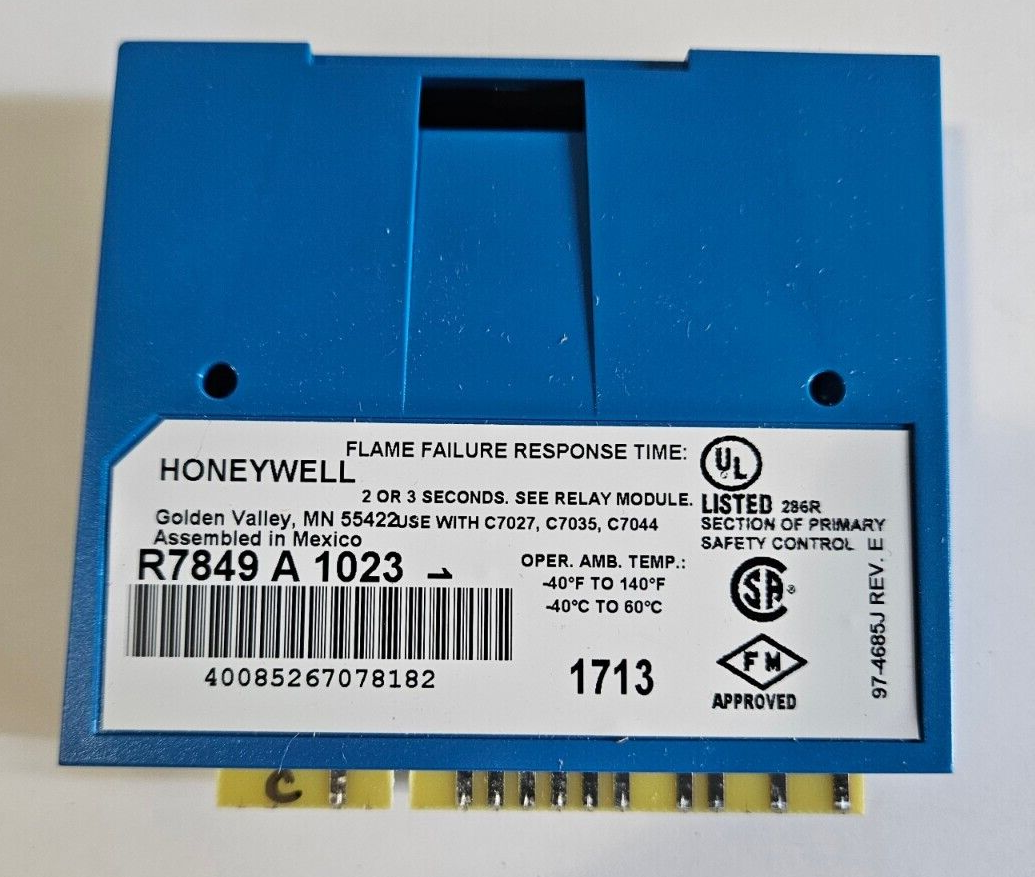 FLAME FAILURE RESPONSE TIME:
HONEYWELL
2 OR 3 SECONDS. SEE RELAY MODULE.
Golden Valley, MN 55422
USE WITH C7027, C7035, C7044
Assembled in Mexico
R7849 A 1023
OPER. AMB. TEMP.:
-40°F TO 140°F
-40°C TO 60°C
40085267078182
1713
UL
LISTED 286R
SECTION OF PRIMARY
SAFETY CONTROL
SA ®
FM
APPROVED
97-4685J REV. E
C